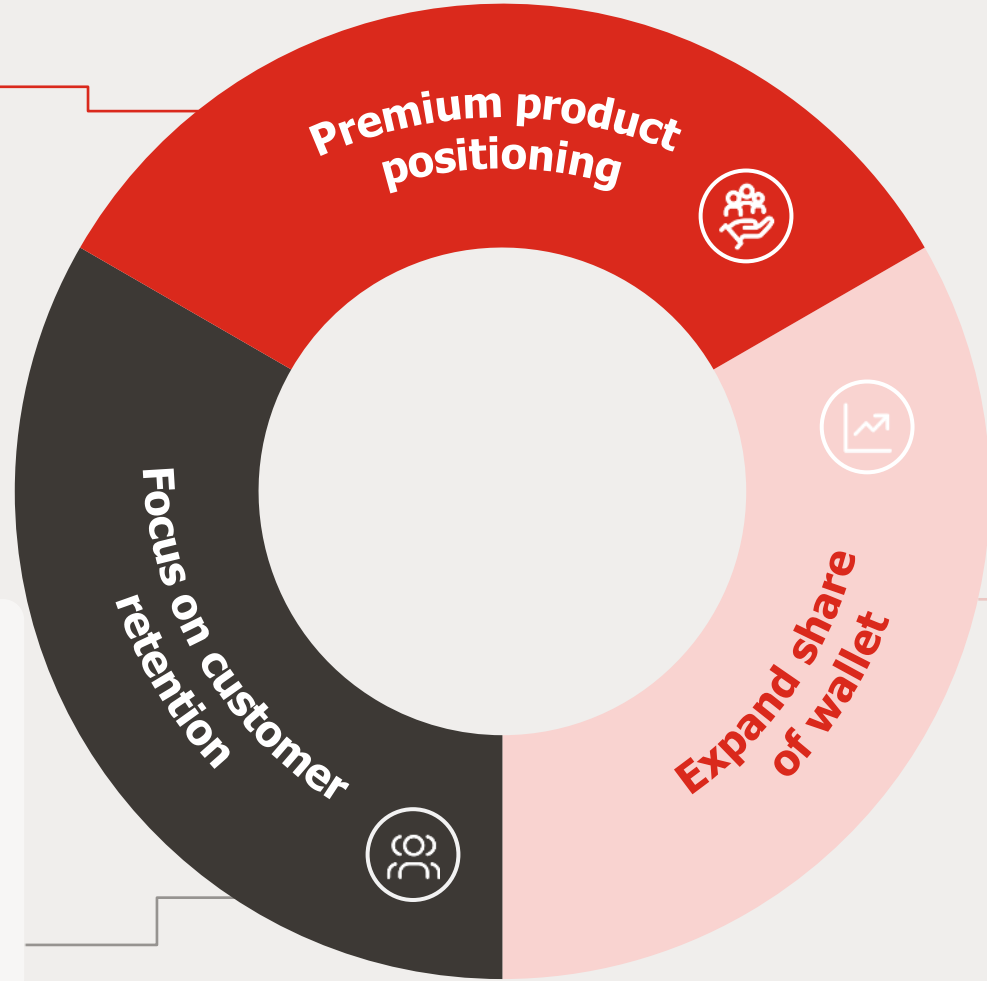 Premium product
positioning
Expand share
of wallet
Focus on customer
retention